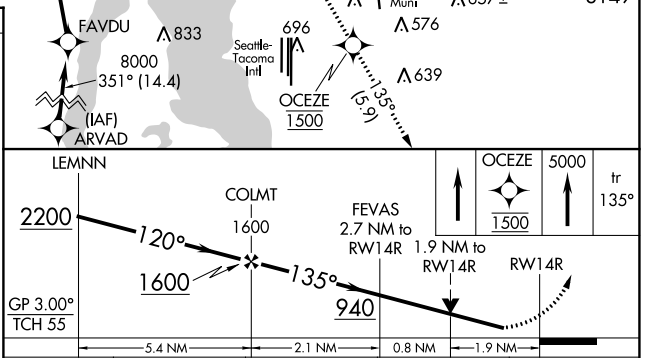 FAVDU
833
8000
351° (14.4)
(IAF)
ARVAD
Seattle-
Tacoma
Intl
696
Muni
576
639
OCEZE
1500
135°
(5.9)
LEMNN
2200
120°
COLMT
1600
1600
135°
FEVAS
2.7 NM to
RW14R
940
1.9 NM to
RW14R
RW14R
OCEZE
1500
5000
tr
135°
GP 3.00°
TCH 55
5.4 NM
2.1 NM
0.8 NM
1.9 NM